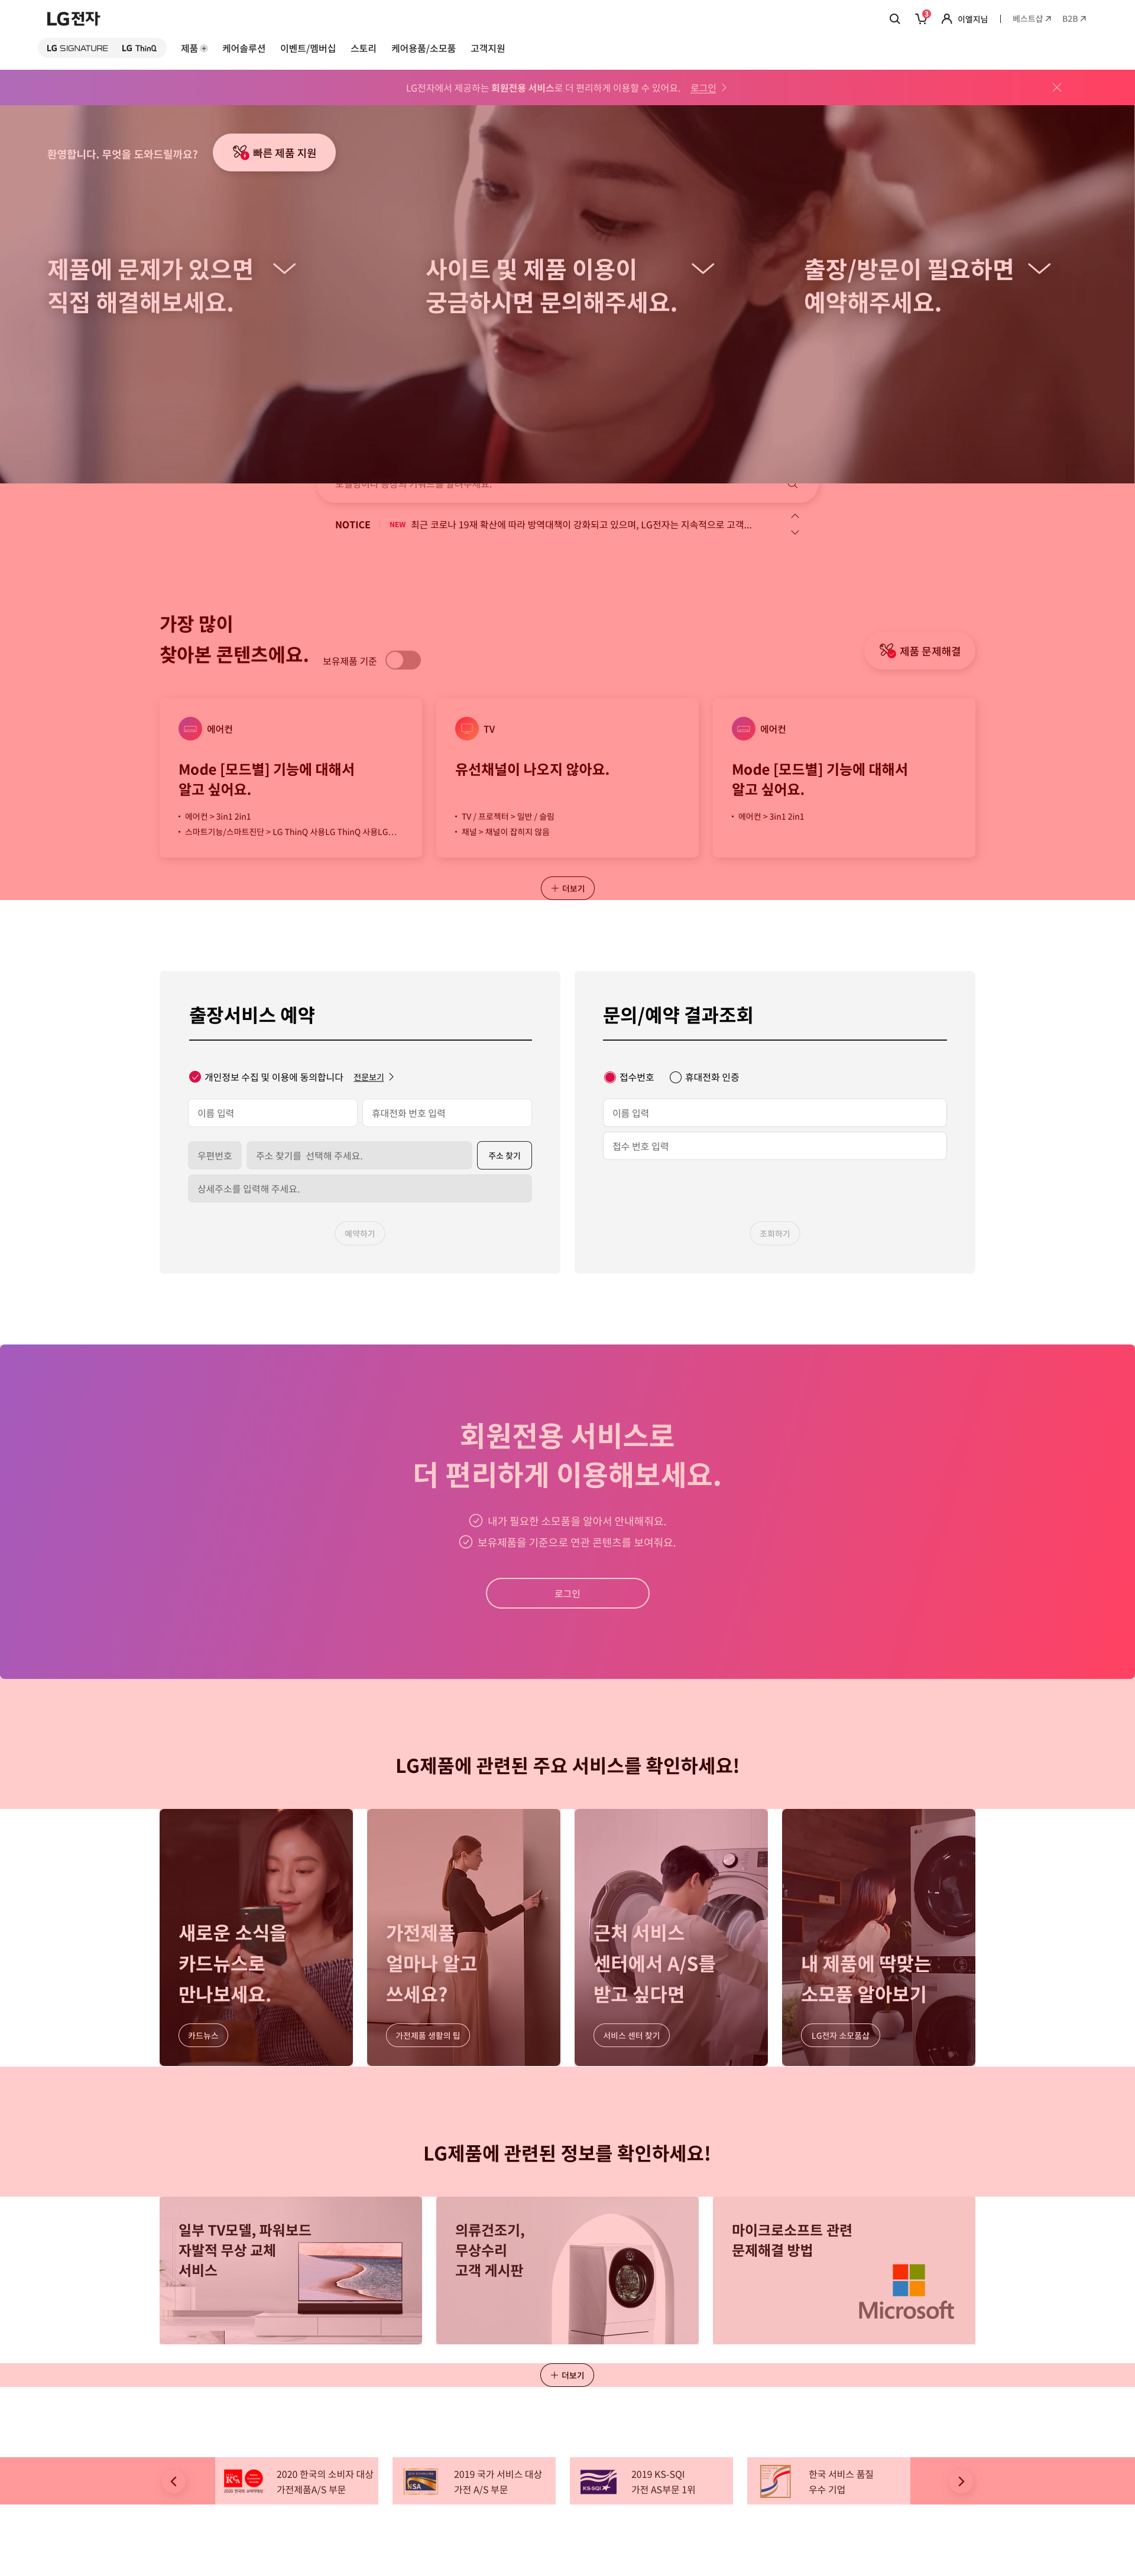 LG전자
3
이엘지님
베스트샵
B2B
LG SIGNATURE
LG ThinQ
제품
케어솔루션
이벤트/멤버십
스토리
케어용품/소모품
고객지원
LG전자에서 제공하는 회원전용 서비스로 더 편리하게 이용할 수 있어요. 로그인
환영합니다. 무엇을 도와드릴까요?
빠른 제품 지원
제품에 문제가 있으면
직접 해결해보세요.
사이트 및 제품 이용이
궁금하시면 문의해주세요.
출장/방문이 필요하면
예약해주세요.
NOTICE
NEW 최근 코로나 19재 확산에 따라 방역대책이 강화되고 있으며, LG전자는 지속적으로 고객...
가장 많이
찾아본 콘텐츠에요.
보유제품 기준
제품 문제해결
에어컨
Mode [모드별] 기능에 대해서
알고 싶어요.
에어컨 > 3in1 2in1
스마트기능/스마트진단 > LG ThinQ 사용LG ThinQ 사용LG…
TV
유선채널이 나오지 않아요.
TV / 프로젝터 > 일반 / 슬림
채널 > 채널이 잡히지 않음
에어컨
Mode [모드별] 기능에 대해서
알고 싶어요.
에어컨 > 3in1 2in1
더보기
출장서비스 예약
개인정보 수집 및 이용에 동의합니다 전문보기
이름 입력
휴대전화 번호 입력
우편번호
주소 찾기를 선택해 주세요.
주소 찾기
상세주소를 입력해 주세요.
예약하기
문의/예약 결과조회
접수번호
휴대전화 인증
이름 입력
접수 번호 입력
조회하기
회원전용 서비스로
더 편리하게 이용해보세요.
내가 필요한 소모품을 알아서 안내해줘요.
보유제품을 기준으로 연관 콘텐츠를 보여줘요.
로그인
LG제품에 관련된 주요 서비스를 확인하세요!
새로운 소식을
카드뉴스로
만나보세요.
카드뉴스
가전제품
얼마나 알고
쓰세요?
가전제품 생활의 팁
근처 서비스
센터에서 A/S를
받고 싶다면
서비스 센터 찾기
내 제품에 딱맞는
소모품 알아보기
LG전자 소모품샵
LG제품에 관련된 정보를 확인하세요!
일부 TV모델, 파워보드
자발적 무상 교체
서비스
의류건조기,
무상수리
고객 게시판
마이크로소프트 관련
문제해결 방법
Microsoft
더보기
2020 한국의 소비자 대상
가전제품A/S 부문
NSA
2019 국가 서비스 대상
가전 A/S 부문
KS-SQI
2019 KS-SQI
가전 AS부문 1위
한국 서비스 품질
우수 기업